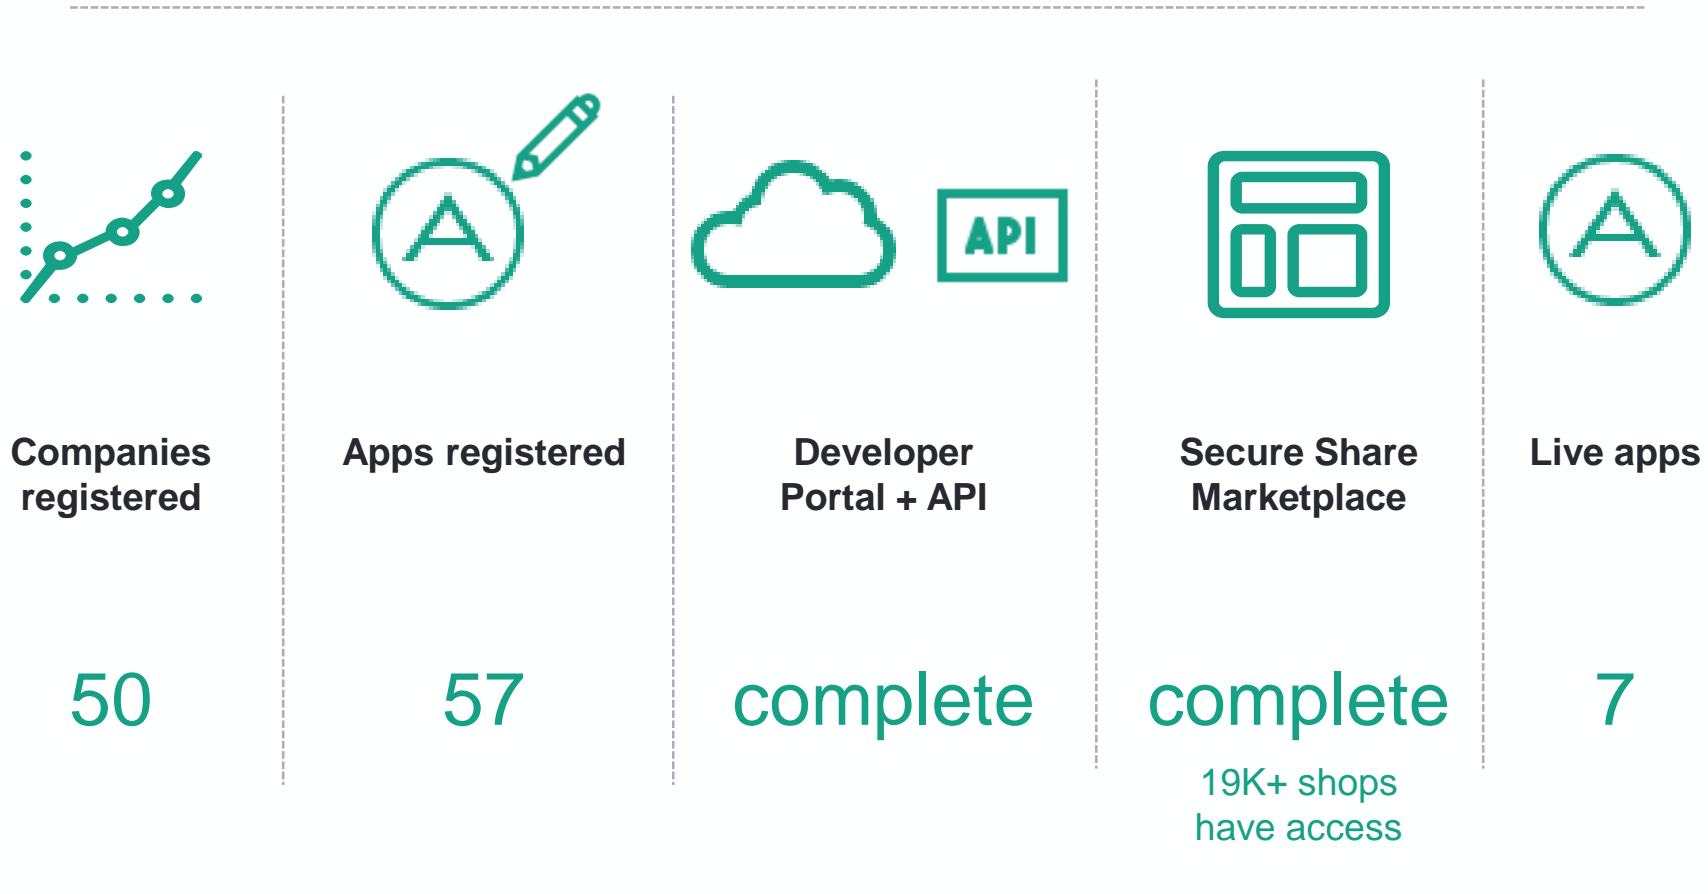 API
Companies
registered
50
Apps registered
57
Developer
Portal + API
complete
Secure Share
Marketplace
complete
19K+ shops
have access
Live apps
7